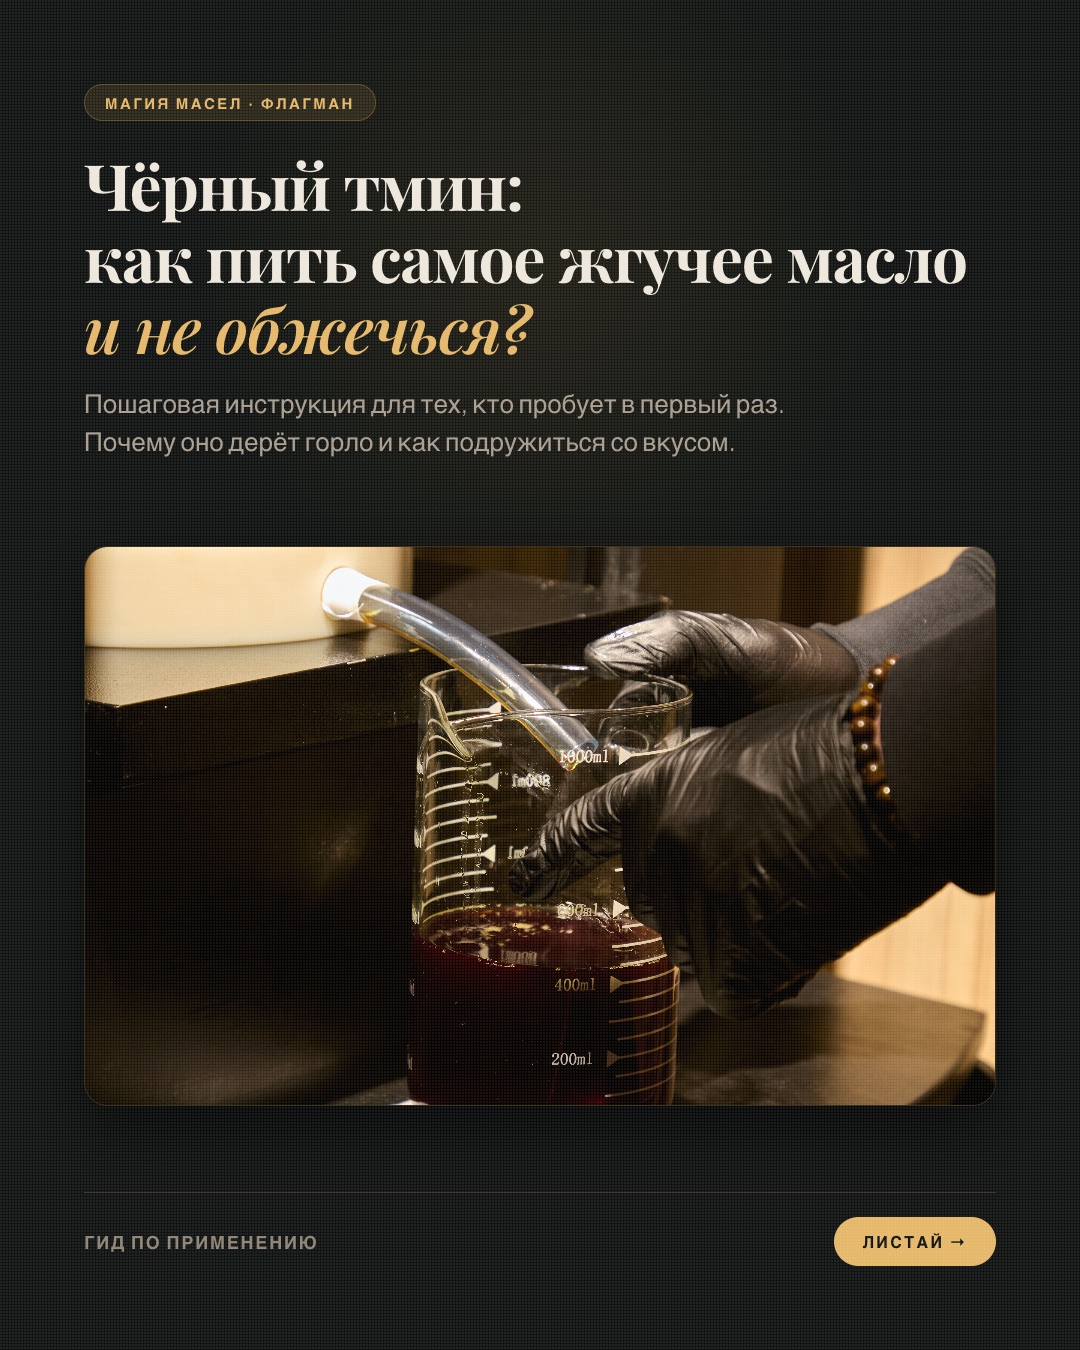 МАГИЯ МАСЕЛ · ФЛАГМАН
Чёрный тмин:
как пить самое жгучее масло
и не обжечься?
Пошаговая инструкция для тех, кто пробует в первый раз.
Почему оно дерёт горло и как подружиться со вкусом.
1000ml
400ml
200ml
ГИД ПО ПРИМЕНЕНИЮ
ЛИСТАЙ →